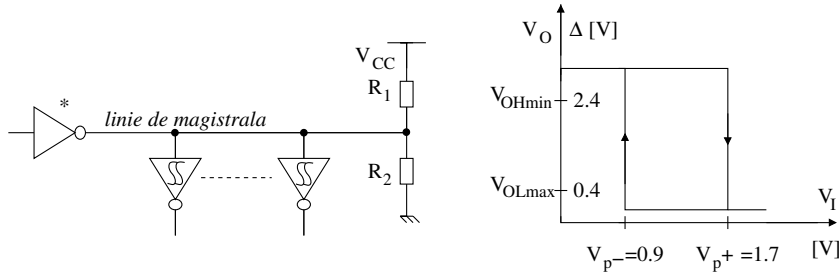 *
linie de magistrala
V_CC
R_1
R_2
V_O Δ [V]
V_OHmin 2.4
V_OLmax 0.4
V_I
V_p- =0.9 V_p+ =1.7 [V]